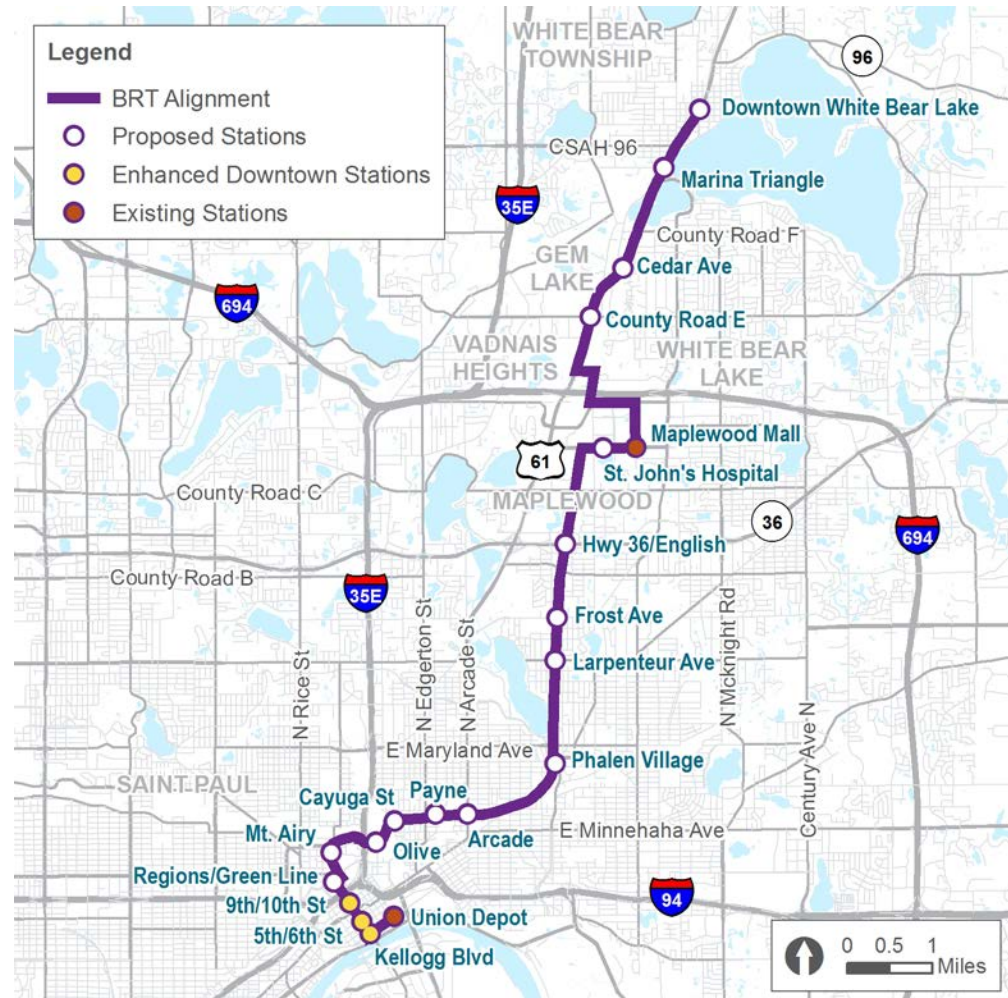 Legend
BRT Alignment
Proposed Stations
Enhanced Downtown Stations
Existing Stations
WHITE BEAR
TOWNSHIP
96
Downtown White Bear Lake
CSAH 96
Marina Triangle
35E
County Road F
GEM
LAKE
Cedar Ave
694
County Road E
VADNAIS
HEIGHTS
WHITE BEAR
LAKE
Maplewood Mall
61
St. John's Hospital
County Road C
MAPLEWOOD
36
694
Hwy 36/English
County Road B
35E
Frost Ave
N Rice St
N Edgerton St
N Arcade St
Larpenteur Ave
N Mcknight Rd
Century Ave N
E Maryland Ave
Phalen Village
SAINT PAUL
Payne
Cayuga St
Mt. Airy
Olive
Arcade
E Minnehaha Ave
Regions/Green Line
94
9th/10th St
Union Depot
5th/6th St
Kellogg Blvd
0 0.5 1
Miles